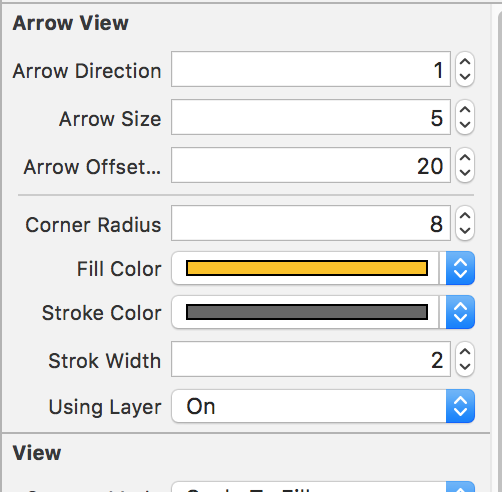 Arrow View
Arrow Direction 1
Arrow Size 5
Arrow Offset... 20
Corner Radius 8
Fill Color
Stroke Color
Strok Width 2
Using Layer On
View